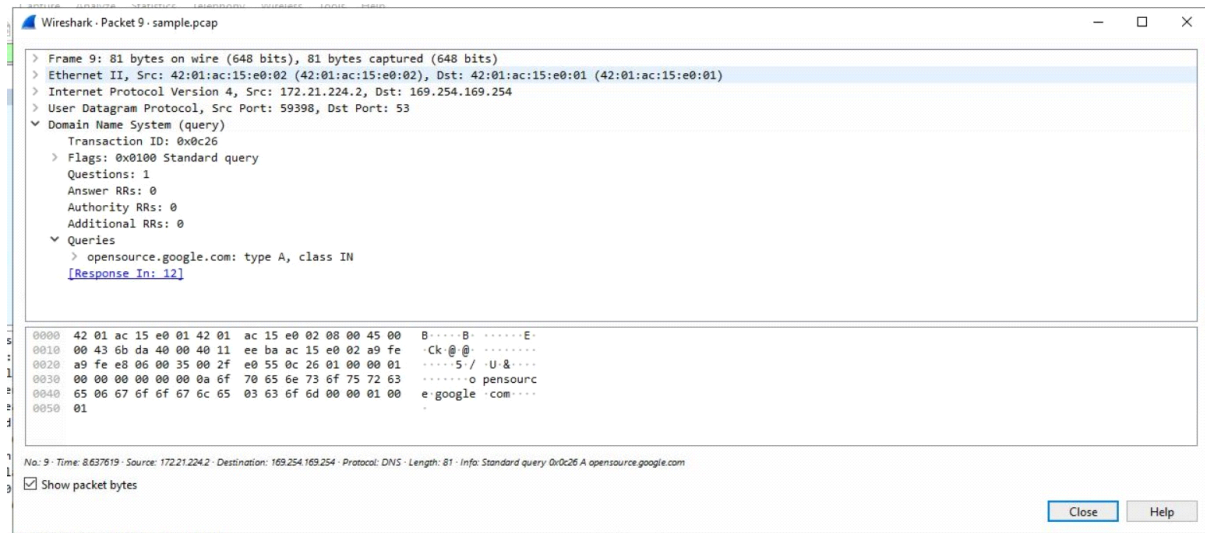 Capture Analyze Statistics Telephony Wireless Tools Help
Wireshark · Packet 9 · sample.pcap
> Frame 9: 81 bytes on wire (648 bits), 81 bytes captured (648 bits)
> Ethernet II, Src: 42:01:ac:15:e0:02 (42:01:ac:15:e0:02), Dst: 42:01:ac:15:e0:01 (42:01:ac:15:e0:01)
> Internet Protocol Version 4, Src: 172.21.224.2, Dst: 169.254.169.254
> User Datagram Protocol, Src Port: 59398, Dst Port: 53
Domain Name System (query)
Transaction ID: 0x0c26
> Flags: 0x0100 Standard query
Questions: 1
Answer RRs: 0
Authority RRs: 0
Additional RRs: 0
Queries
> opensource.google.com: type A, class IN
[Response In: 12]
0000 42 01 ac 15 e0 01 42 01 ac 15 e0 02 08 00 45 00 B·····B· ······E·
0010 00 43 6b da 40 00 40 11 ee ba ac 15 e0 02 a9 fe ·Ck·@·@· ········
0020 a9 fe e8 06 00 35 00 2f e0 55 0c 26 01 00 00 01 ·····5·/ ·U·&····
0030 00 00 00 00 00 00 0a 6f 70 65 6e 73 6f 75 72 63 ·······o pensourc
0040 65 06 67 6f 6f 67 6c 65 03 63 6f 6d 00 00 01 00 e·google ·com····
0050 01 ·
No.: 9 · Time: 8.637619 · Source: 172.21.224.2 · Destination: 169.254.169.254 · Protocol: DNS · Length: 81 · Info: Standard query 0x0c26 A opensource.google.com
Show packet bytes
Close Help